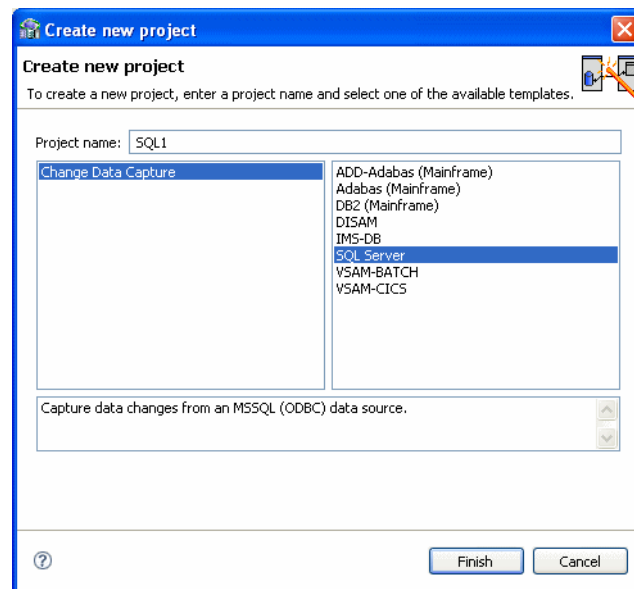 Create new project
Create new project
To create a new project, enter a project name and select one of the available templates.
Project name: SQL1
Change Data Capture
ADD-Adabas (Mainframe)
Adabas (Mainframe)
DB2 (Mainframe)
DISAM
IMS-DB
SQL Server
VSAM-BATCH
VSAM-CICS
Capture data changes from an MSSQL (ODBC) data source.
?
Finish
Cancel